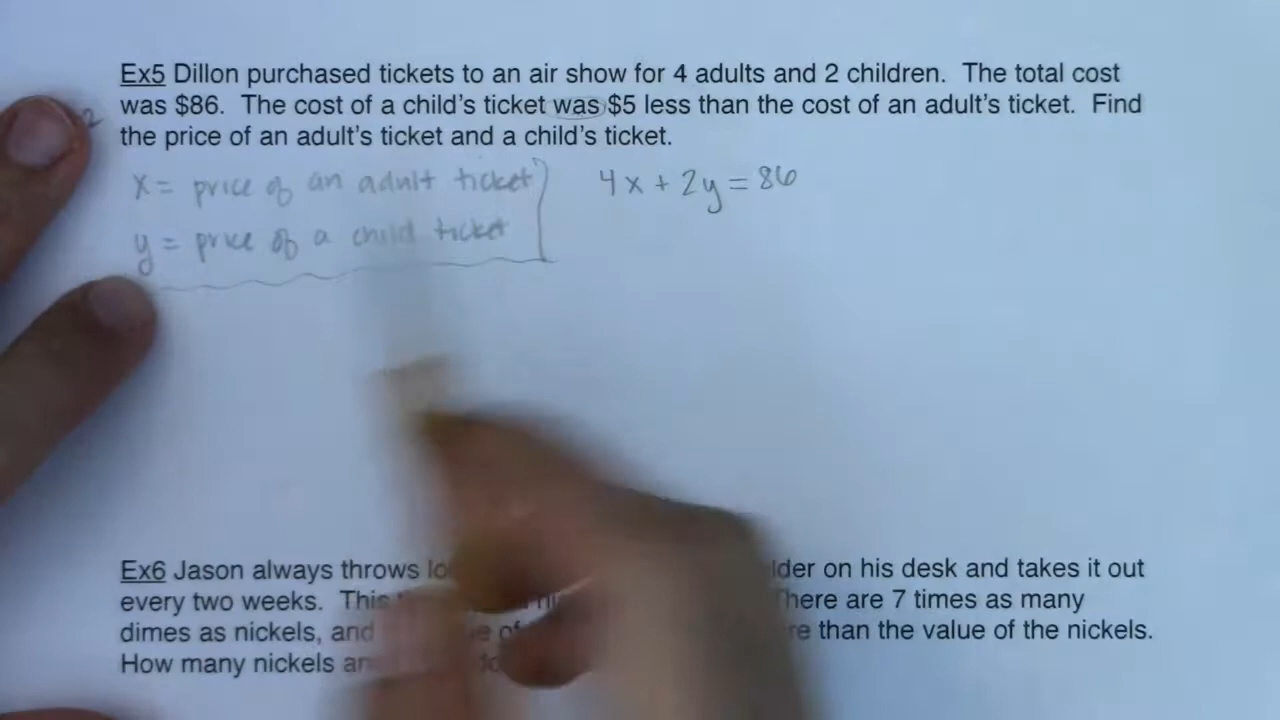 Ex5 Dillon purchased tickets to an air show for 4 adults and 2 children. The total cost
was $86. The cost of a child's ticket was $5 less than the cost of an adult's ticket. Find
the price of an adult's ticket and a child's ticket.
x = price of an adult ticket
4x + 2y = 86
y = price of a child ticket
Ex6 Jason always throws on his desk and takes it out
every two weeks. This There are 7 times as many
dimes as nickels, and of than the value of the nickels.
How many nickels